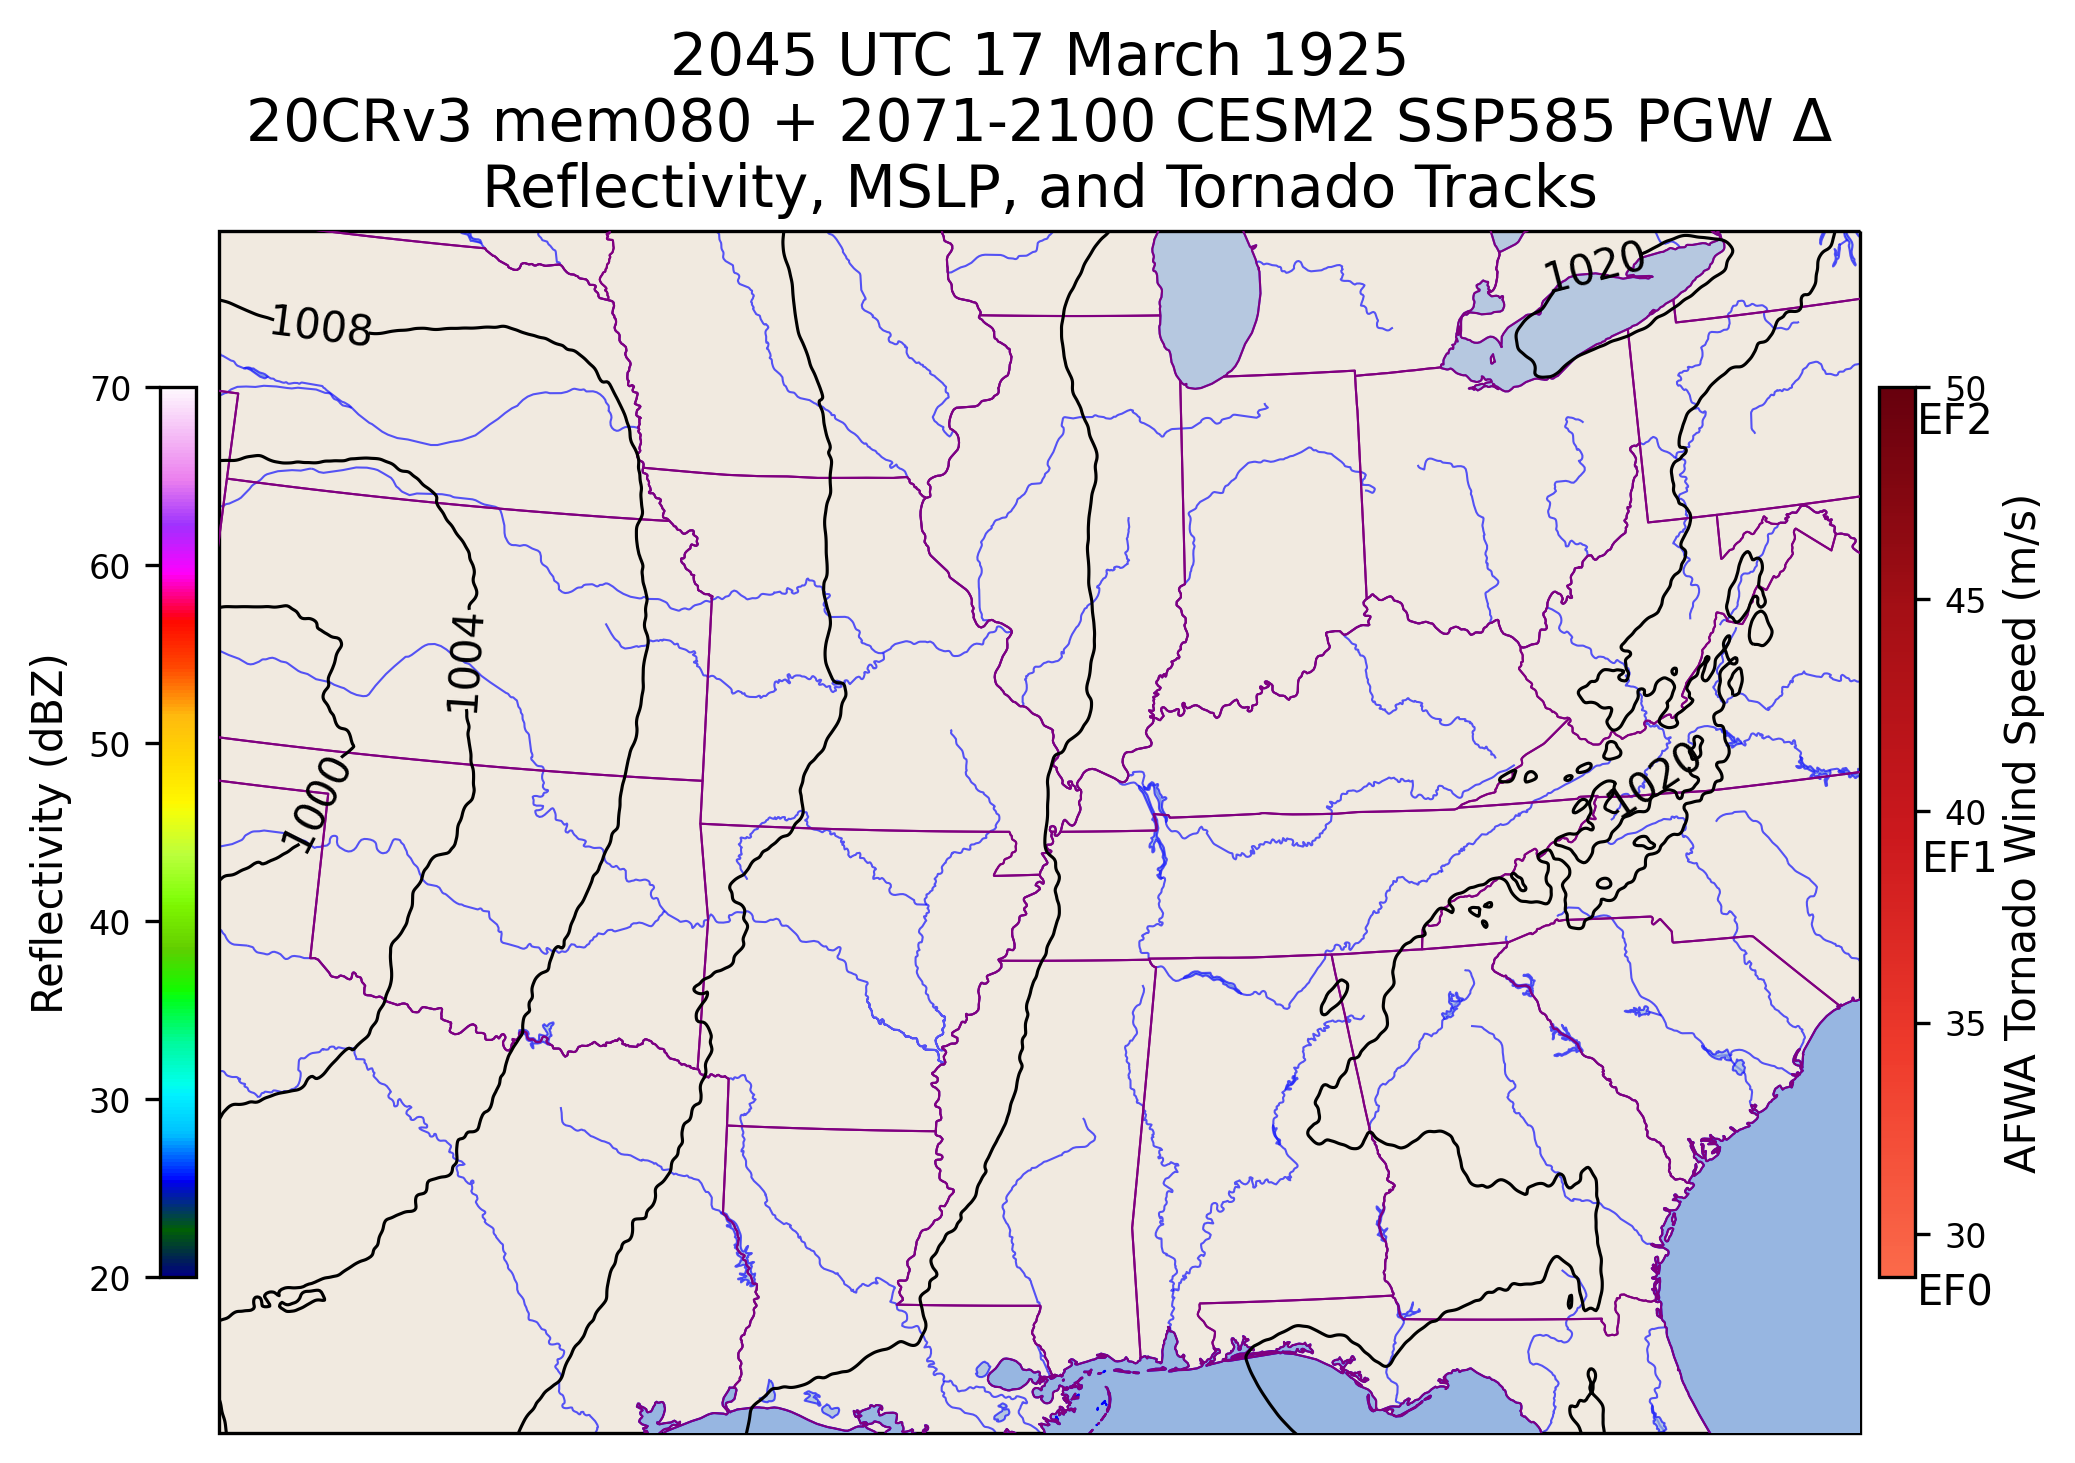 2045 UTC 17 March 1925
20CRv3 mem080 + 2071-2100 CESM2 SSP585 PGW Δ
Reflectivity, MSLP, and Tornado Tracks
1020
1008
1004
1000
1020
70
60
50
40
30
20
Reflectivity (dBZ)
50
EF2
45
40
EF1
35
30
EF0
AFWA Tornado Wind Speed (m/s)